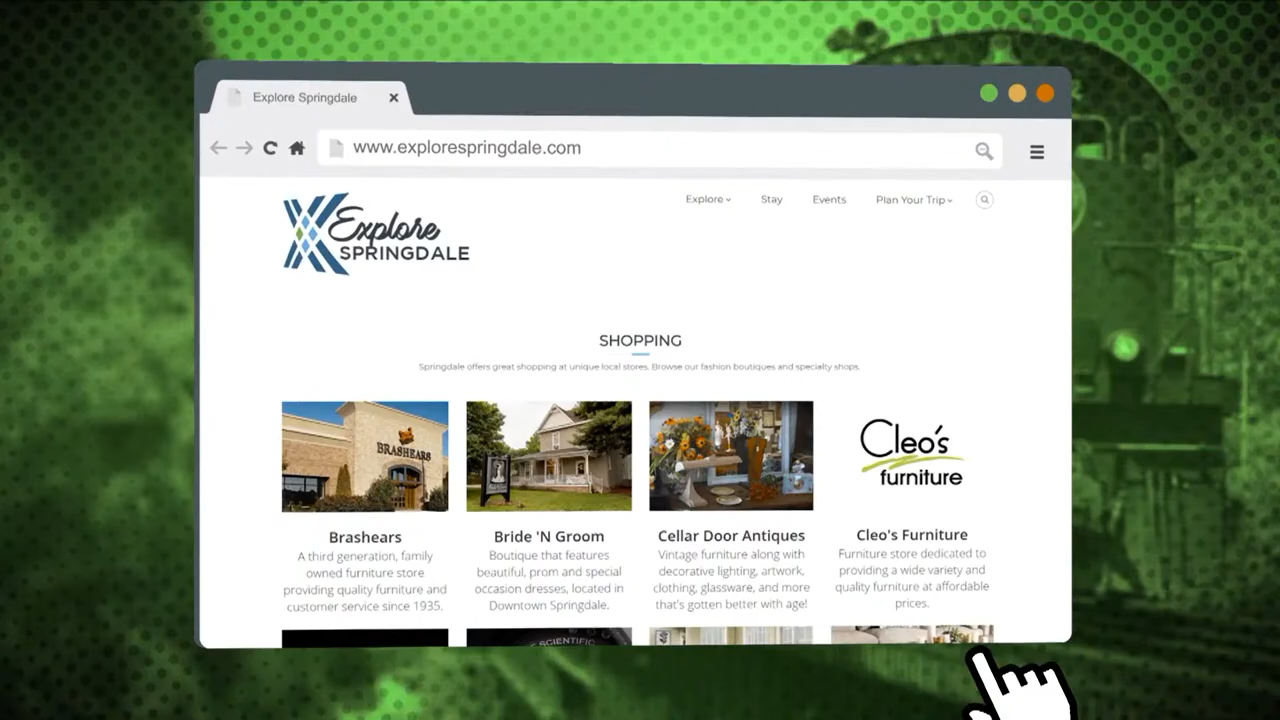 Explore Springdale
www.explorespringdale.com
Explore Stay Events Plan Your Trip
Explore
SPRINGDALE
SHOPPING
Springdale offers great shopping at unique local stores. Browse our fashion boutiques and specialty shops.
BRASHEARS
Cleo's
furniture
Brashears
A third generation, family
owned furniture store
providing quality furniture and
customer service since 1935.
Bride 'N Groom
Boutique that features
beautiful, prom and special
occasion dresses, located in
Downtown Springdale.
Cellar Door Antiques
Vintage furniture along with
decorative lighting, artwork,
clothing, glassware, and more
that's gotten better with age!
Cleo's Furniture
Furniture store dedicated to
providing a wide variety and
quality furniture at affordable
prices.
SCIENTIFIC